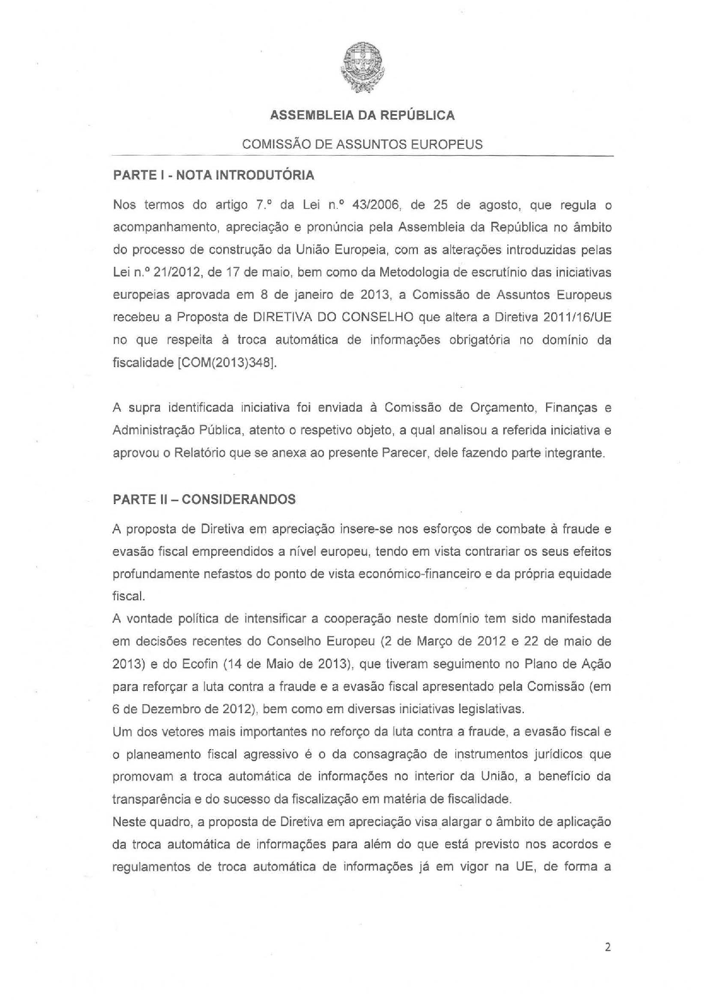 ASSEMBLEIA DA REPÚBLICA
COMISSÃO DE ASSUNTOS EUROPEUS
PARTE I - NOTA INTRODUTÓRIA
Nos termos do artigo 7.º da Lei n.º 43/2006, de 25 de agosto, que regula o
acompanhamento, apreciação e pronúncia pela Assembleia da República no âmbito
do processo de construção da União Europeia, com as alterações introduzidas pelas
Lei n.º 21/2012, de 17 de maio, bem como da Metodologia de escrutínio das iniciativas
europeias aprovada em 8 de janeiro de 2013, a Comissão de Assuntos Europeus
recebeu a Proposta de DIRETIVA DO CONSELHO que altera a Diretiva 2011/16/UE
no que respeita à troca automática de informações obrigatória no domínio da
fiscalidade [COM(2013)348].
A supra identificada iniciativa foi enviada à Comissão de Orçamento, Finanças e
Administração Pública, atento o respetivo objeto, a qual analisou a referida iniciativa e
aprovou o Relatório que se anexa ao presente Parecer, dele fazendo parte integrante.
PARTE II – CONSIDERANDOS
A proposta de Diretiva em apreciação insere-se nos esforços de combate à fraude e
evasão fiscal empreendidos a nível europeu, tendo em vista contrariar os seus efeitos
profundamente nefastos do ponto de vista económico-financeiro e da própria equidade
fiscal.
A vontade política de intensificar a cooperação neste domínio tem sido manifestada
em decisões recentes do Conselho Europeu (2 de Março de 2012 e 22 de maio de
2013) e do Ecofin (14 de Maio de 2013), que tiveram seguimento no Plano de Ação
para reforçar a luta contra a fraude e a evasão fiscal apresentado pela Comissão (em
6 de Dezembro de 2012), bem como em diversas iniciativas legislativas.
Um dos vetores mais importantes no reforço da luta contra a fraude, a evasão fiscal e
o planeamento fiscal agressivo é o da consagração de instrumentos jurídicos que
promovam a troca automática de informações no interior da União, a benefício da
transparência e do sucesso da fiscalização em matéria de fiscalidade.
Neste quadro, a proposta de Diretiva em apreciação visa alargar o âmbito de aplicação
da troca automática de informações para além do que está previsto nos acordos e
regulamentos de troca automática de informações já em vigor na UE, de forma a
2